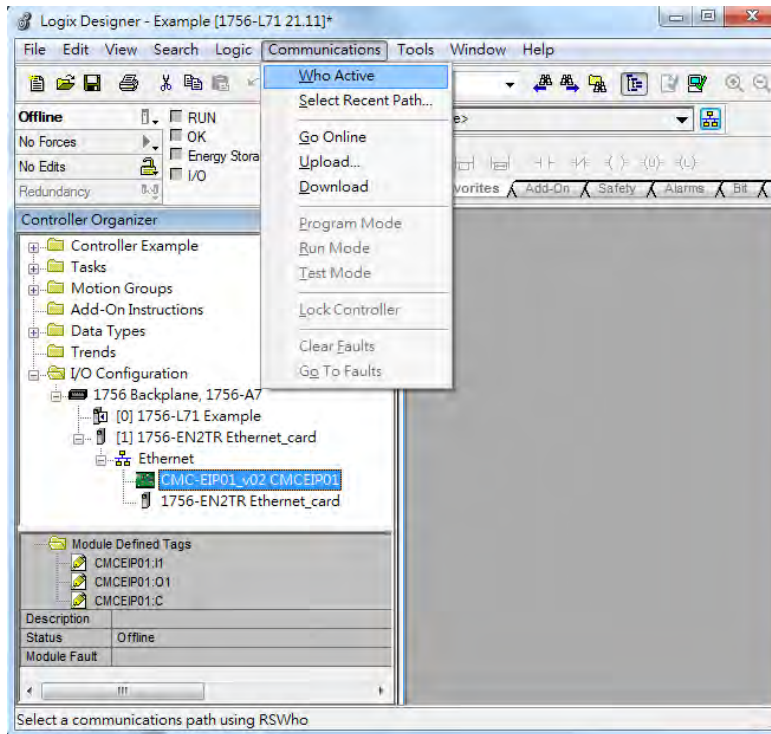 Logix Designer - Example [1756-L71 21.11]*
File Edit View Search Logic Communications Tools Window Help
Who Active
Select Recent Path...
Go Online
Upload...
Download
Program Mode
Run Mode
Test Mode
Lock Controller
Clear Faults
Go To Faults
Offline
RUN
No Forces
OK
No Edits
Energy Stora
I/O
Redundancy
e>
vorites Add-On Safety Alarms Bit
Controller Organizer
Controller Example
Tasks
Motion Groups
Add-On Instructions
Data Types
Trends
I/O Configuration
1756 Backplane, 1756-A7
[0] 1756-L71 Example
[1] 1756-EN2TR Ethernet_card
Ethernet
CMC-EIP01_v02 CMCEIP01
1756-EN2TR Ethernet_card
Module Defined Tags
CMCEIP01:I1
CMCEIP01:O1
CMCEIP01:C
Description
Status Offline
Module Fault
Select a communications path using RSWho